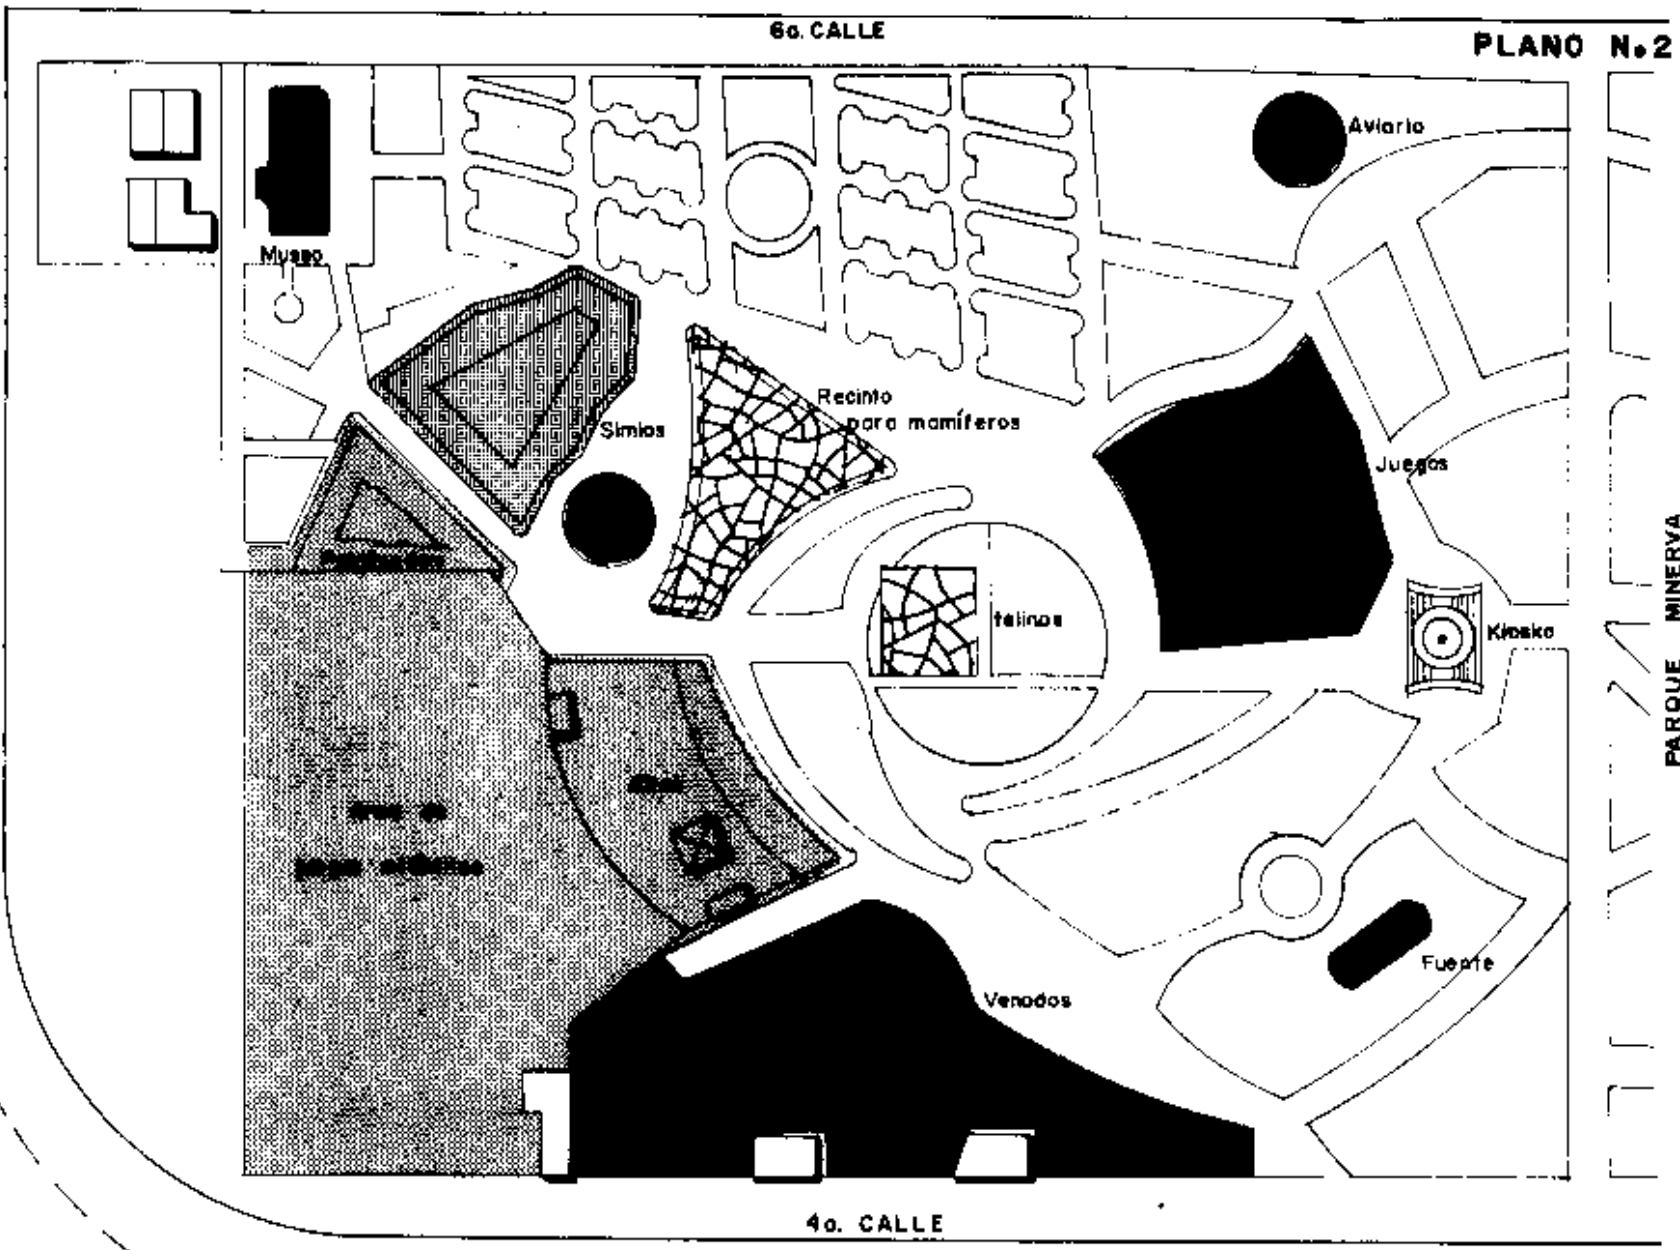 6a. CALLE
PLANO No.2
Aviario
Museo
Recinto
para mamíferos
Simios
Juegos
felinos
Kiosko
PARQUE MINERVA
Fuente
Venados
4a. CALLE